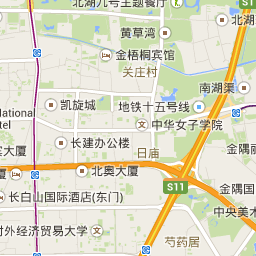 北湖九号主题餐厅
S11
北湖
黄草湾
金梧桐宾馆
关庄村
南湖渠
凯旋城
地铁十五号线
national
tel
中华女子学院
长建办公楼
宾大厦
日庙
金隅丽
北奥大厦
S11
金隅国
长白山国际酒店(东门)
中央美术
对外经济贸易大学
芍药居